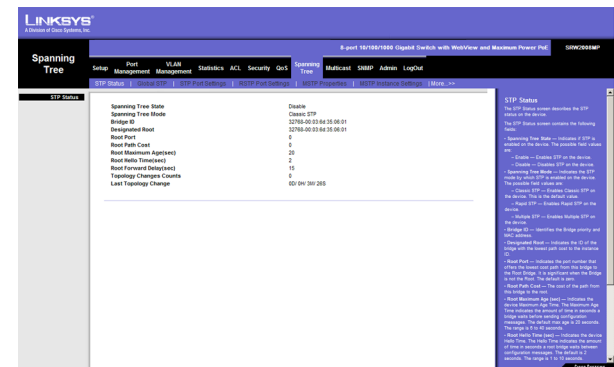 LINKSYS®
A Division of Cisco Systems, Inc.
8-port 10/100/1000 Gigabit Switch with WebView and Maximum Power PoE
SRW2008MP
Spanning Tree
Setup Port Management VLAN Management Statistics ACL Security QoS Spanning Tree Multicast SNMP Admin LogOut
STP Status | Global STP | STP Port Settings | RSTP Port Settings | MSTP Properties | MSTP Instance Settings | More...>>
STP Status
Spanning Tree State Disable
Spanning Tree Mode Classic STP
Bridge ID 32768-00:03:6d:35:06:01
Designated Root 32768-00:03:6d:35:06:01
Root Port 0
Root Path Cost 0
Root Maximum Age(sec) 20
Root Hello Time(sec) 2
Root Forward Delay(sec) 15
Topology Changes Counts 0
Last Topology Change 0D/ 0H/ 3M/ 26S
STP Status
The STP Status screen describes the STP
status on the device.
The STP Status screen contains the following
fields:
- Spanning Tree State — Indicates if STP is
enabled on the device. The possible field values
are:
– Enable — Enables STP on the device.
– Disable — Disables STP on the device.
- Spanning Tree Mode — Indicates the STP
mode by which STP is enabled on the device.
The possible field values are:
– Classic STP — Enables Classic STP on
the device. This is the default value.
– Rapid STP — Enables Rapid STP on the
device.
– Multiple STP — Enables Multiple STP on
the device.
- Bridge ID — Identifies the Bridge priority and
MAC address.
- Designated Root — Indicates the ID of the
bridge with the lowest path cost to the instance
ID.
- Root Port — Indicates the port number that
offers the lowest cost path from this bridge to
the Root Bridge. It is significant when the Bridge
is not the Root. The default is zero.
- Root Path Cost — The cost of the path from
this bridge to the root.
- Root Maximum Age (sec) — Indicates the
device Maximum Age Time. The Maximum Age
Time indicates the amount of time in seconds a
bridge waits before sending configuration
messages. The default max age is 20 seconds.
The range is 6 to 40 seconds.
- Root Hello Time (sec) — Indicates the device
Hello Time. The Hello Time indicates the amount
of time in seconds a root bridge waits between
configuration messages. The default is 2
seconds. The range is 1 to 10 seconds.